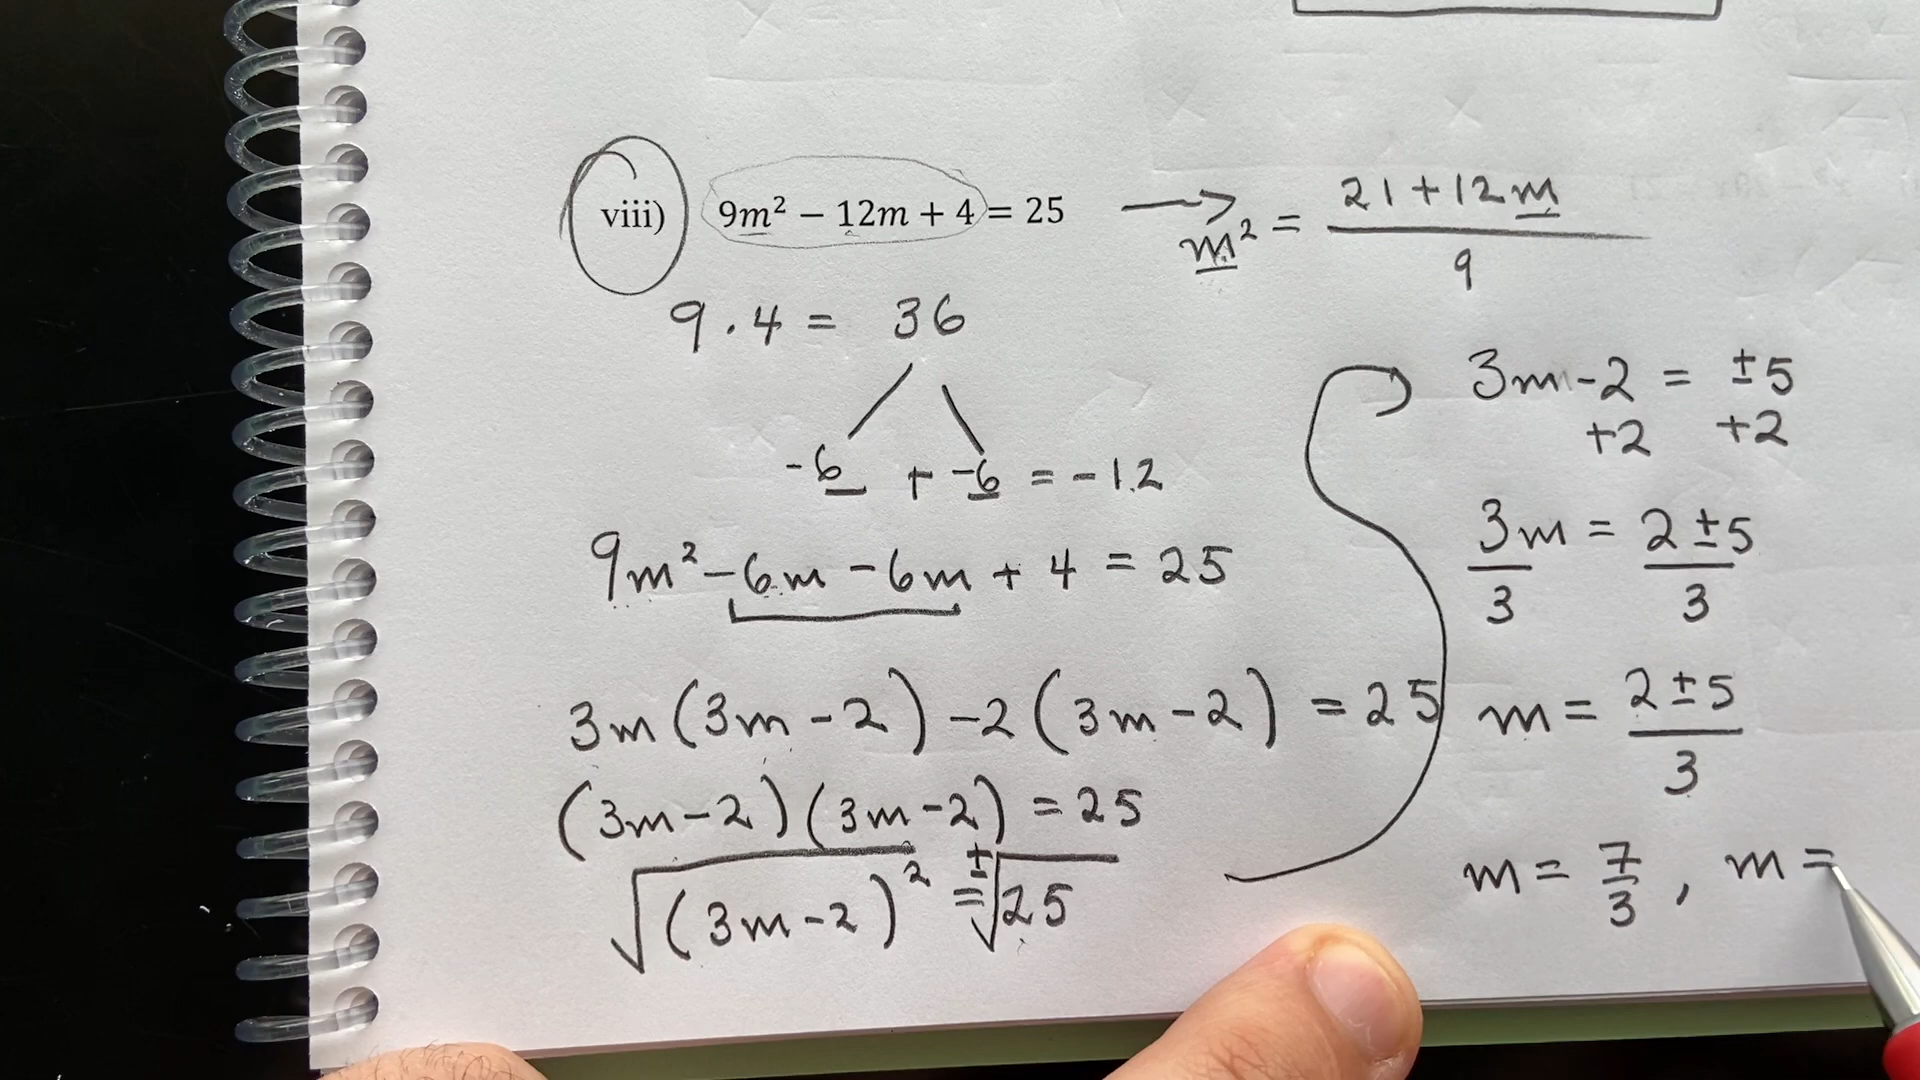 viii) 9m² − 12m + 4 = 25 → m² = (21 + 12m)/9
9 . 4 = 36
-6 + -6 = -12
9m² - 6m - 6m + 4 = 25
3m(3m - 2) - 2(3m - 2) = 25
(3m - 2)(3m - 2) = 25
√(3m - 2)² = ±√25
3m - 2 = ±5
+2 +2
3m/3 = (2 ± 5)/3
m = (2 ± 5)/3
m = 7/3 , m =